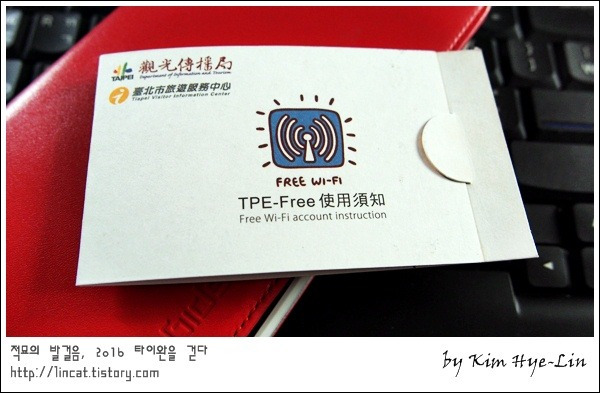 TAIPEI 觀光傳播局
Department of Information and Tourism
臺北市旅遊服務中心
Taipei Visitor Information Center
FREE WI-FI
TPE-Free 使用須知
Free Wi-Fi account instruction
적묘의 발걸음, 2016 타이완을 걷다
http://lincat.tistory.com
by Kim Hye-Lin